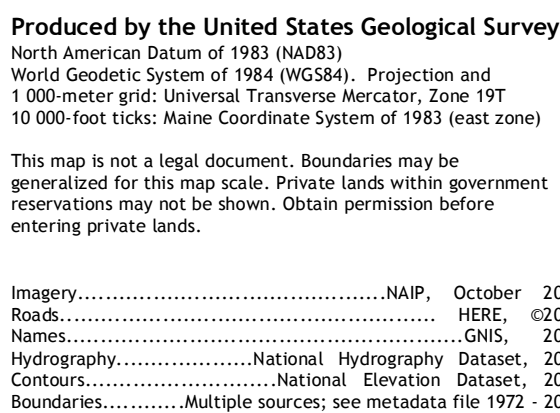 Produced by the United States Geological Survey
North American Datum of 1983 (NAD83)
World Geodetic System of 1984 (WGS84). Projection and
1 000-meter grid: Universal Transverse Mercator, Zone 19T
10 000-foot ticks: Maine Coordinate System of 1983 (east zone)
This map is not a legal document. Boundaries may be
generalized for this map scale. Private lands within government
reservations may not be shown. Obtain permission before
entering private lands.
Imagery..........................................NAIP, October
Roads.................................................... HERE,
Names......................................................GNIS,
Hydrography...................National Hydrography Dataset,
Contours..........................National Elevation Dataset,
Boundaries...........Multiple sources; see metadata file 1972 -